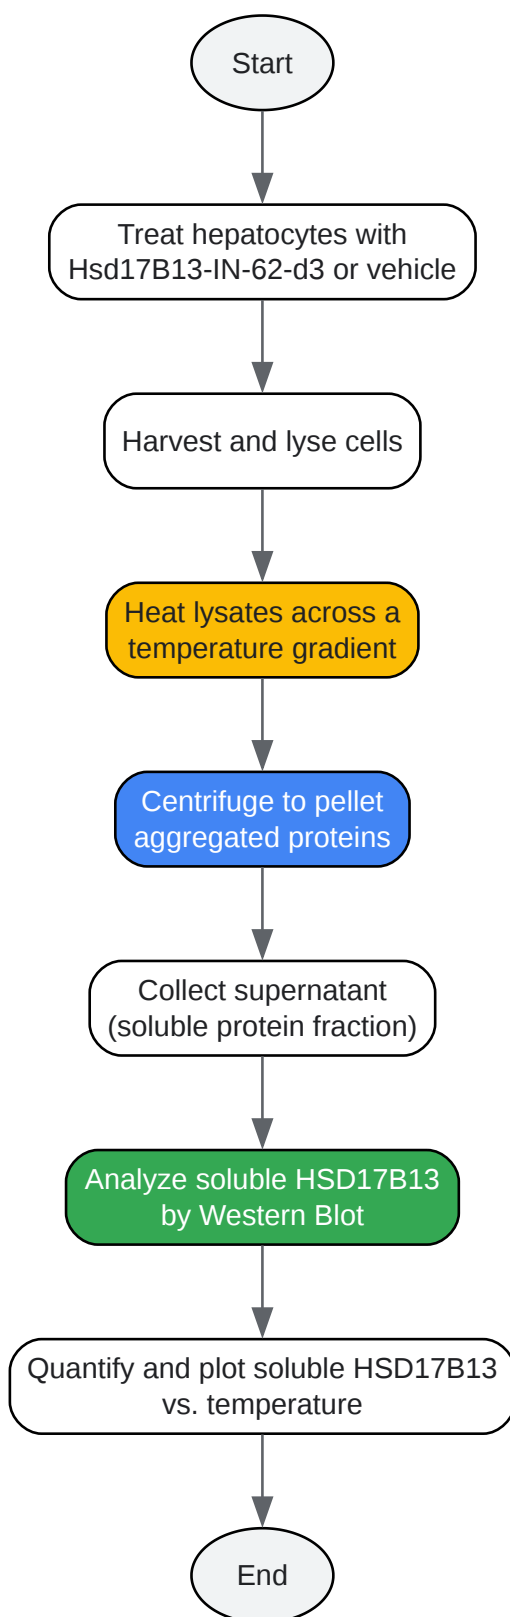 Start
Treat hepatocytes with
Hsd17B13-IN-62-d3 or vehicle
Harvest and lyse cells
Heat lysates across a
temperature gradient
Centrifuge to pellet
aggregated proteins
Collect supernatant
(soluble protein fraction)
Analyze soluble HSD17B13
by Western Blot
Quantify and plot soluble HSD17B13
vs. temperature
End